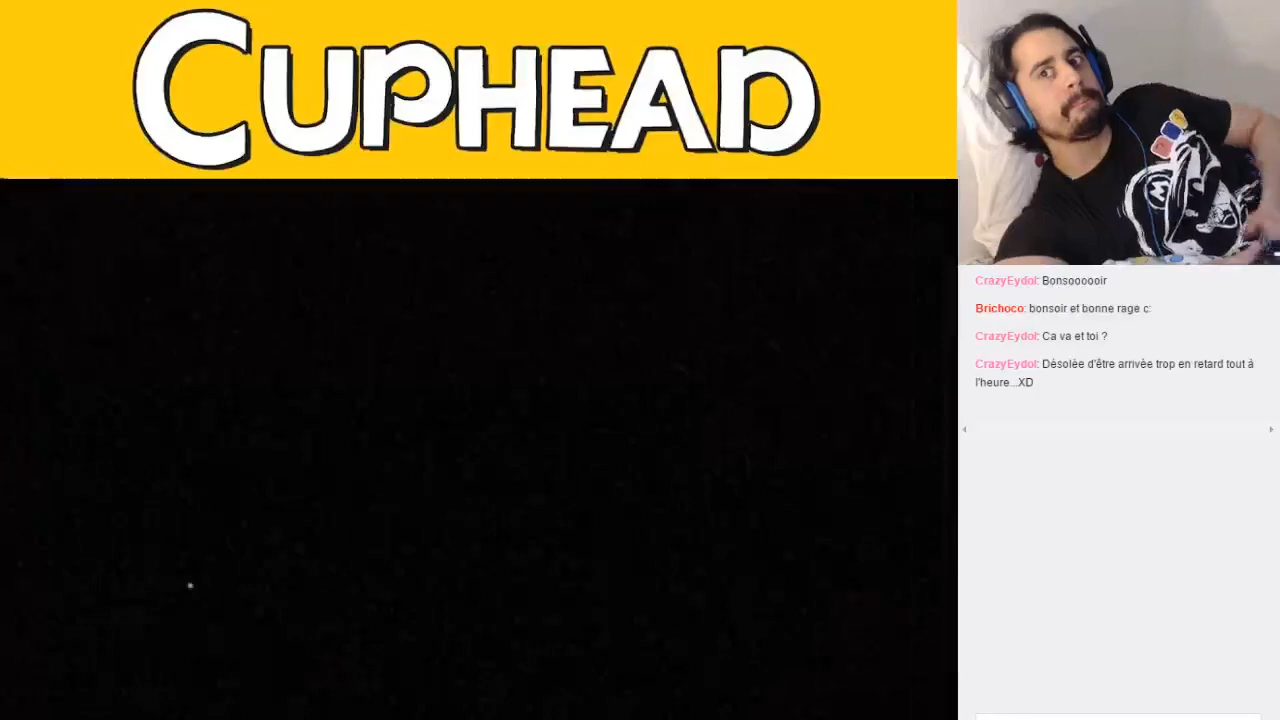 CUPHEAD
CrazyEydol: Bonsoooooir
Brichoco: bonsoir et bonne rage c:
CrazyEydol: Ca va et toi ?
CrazyEydol: Désolée d'être arrivée trop en retard tout à
l'heure...XD